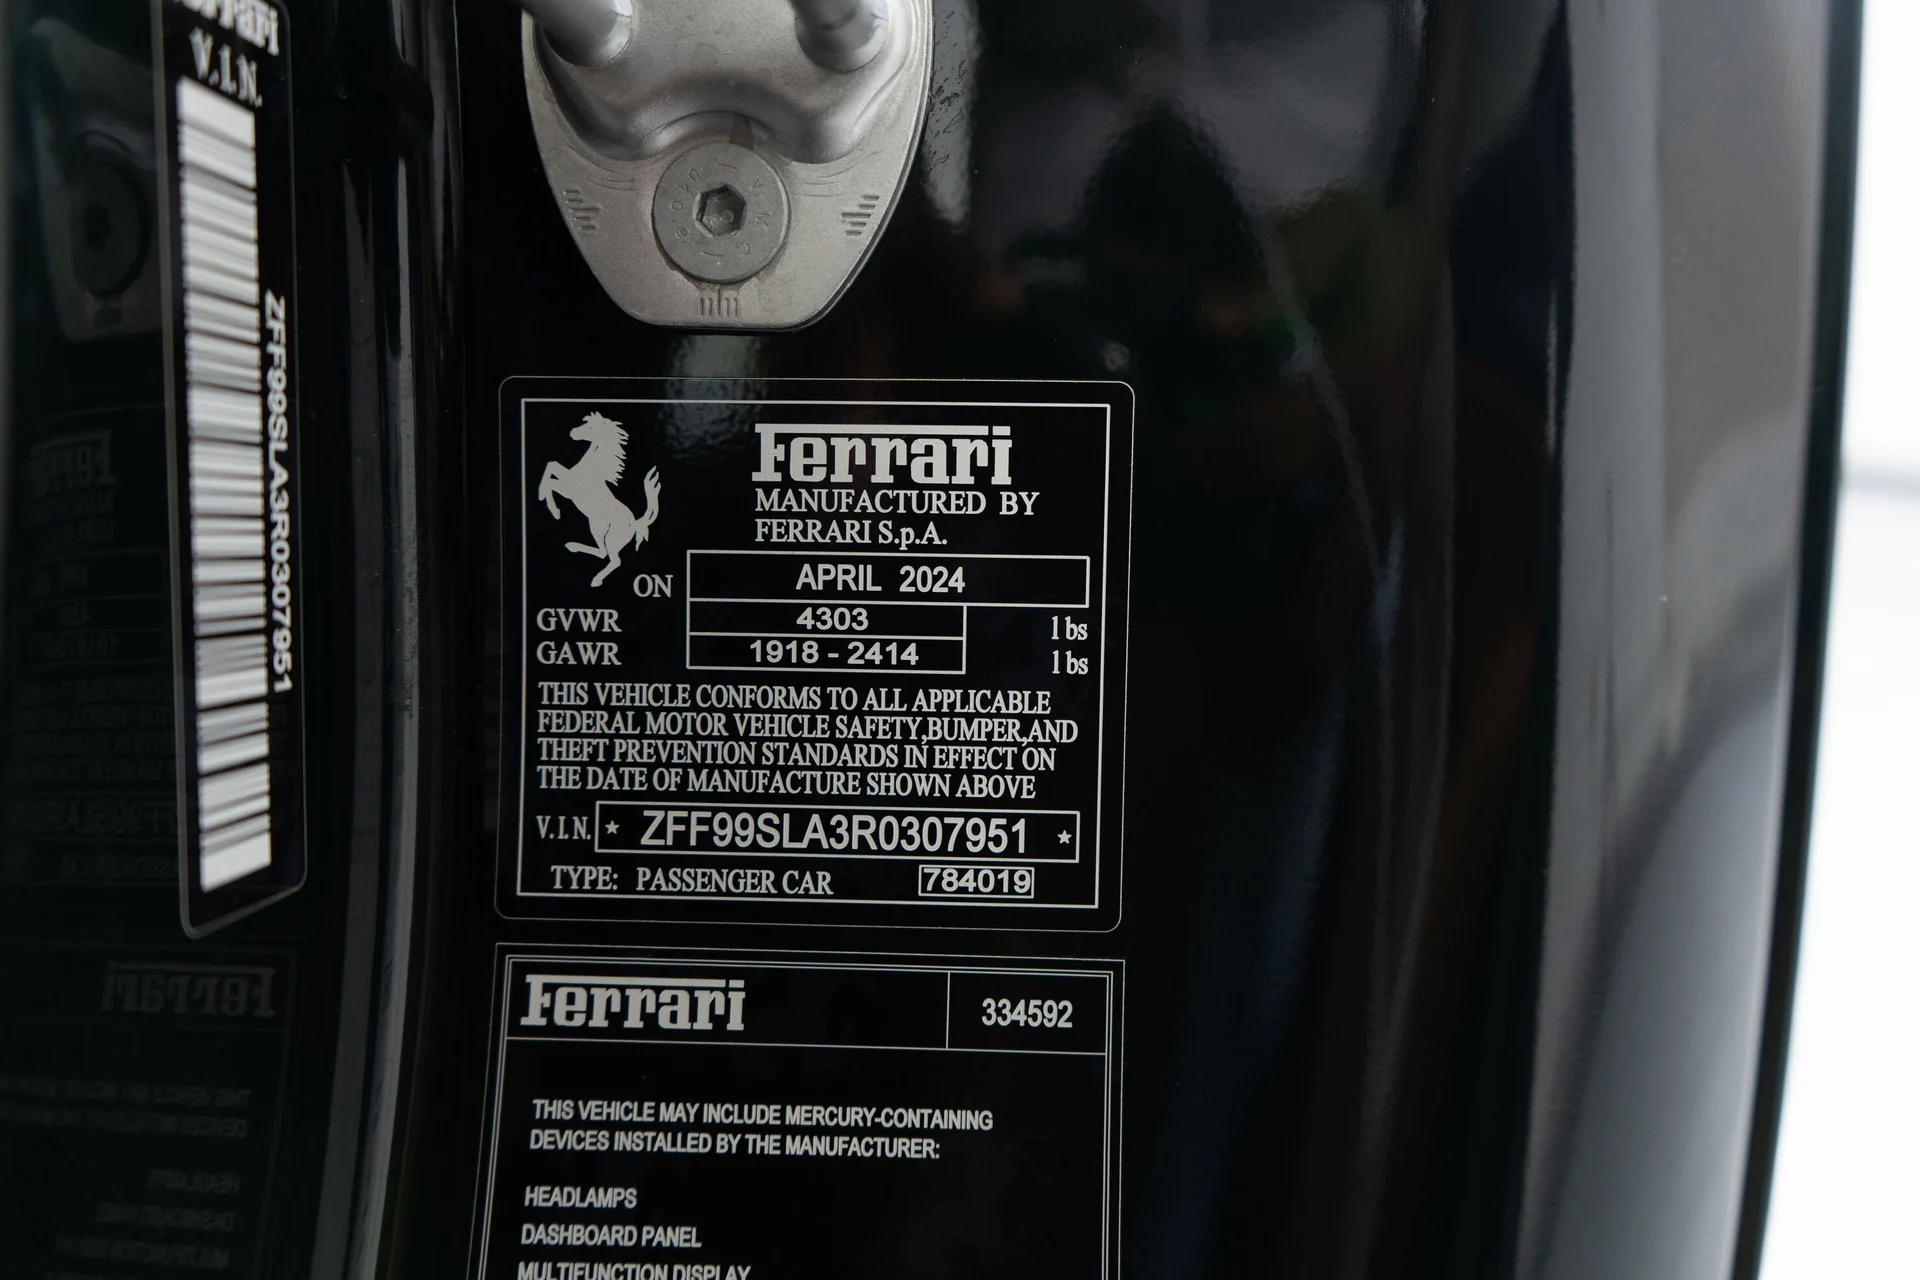 Ferrari
V.I.N.
ZFF99SLA3R0307951
Ferrari
MANUFACTURED BY
FERRARI S.p.A.
ON APRIL 2024
GVWR 4303 lbs
GAWR 1918 - 2414 lbs
THIS VEHICLE CONFORMS TO ALL APPLICABLE
FEDERAL MOTOR VEHICLE SAFETY,BUMPER,AND
THEFT PREVENTION STANDARDS IN EFFECT ON
THE DATE OF MANUFACTURE SHOWN ABOVE
V.I.N. * ZFF99SLA3R0307951 *
TYPE: PASSENGER CAR 784019
Ferrari 334592
THIS VEHICLE MAY INCLUDE MERCURY-CONTAINING
DEVICES INSTALLED BY THE MANUFACTURER:
HEADLAMPS
DASHBOARD PANEL
MULTIFUNCTION DISPLAY